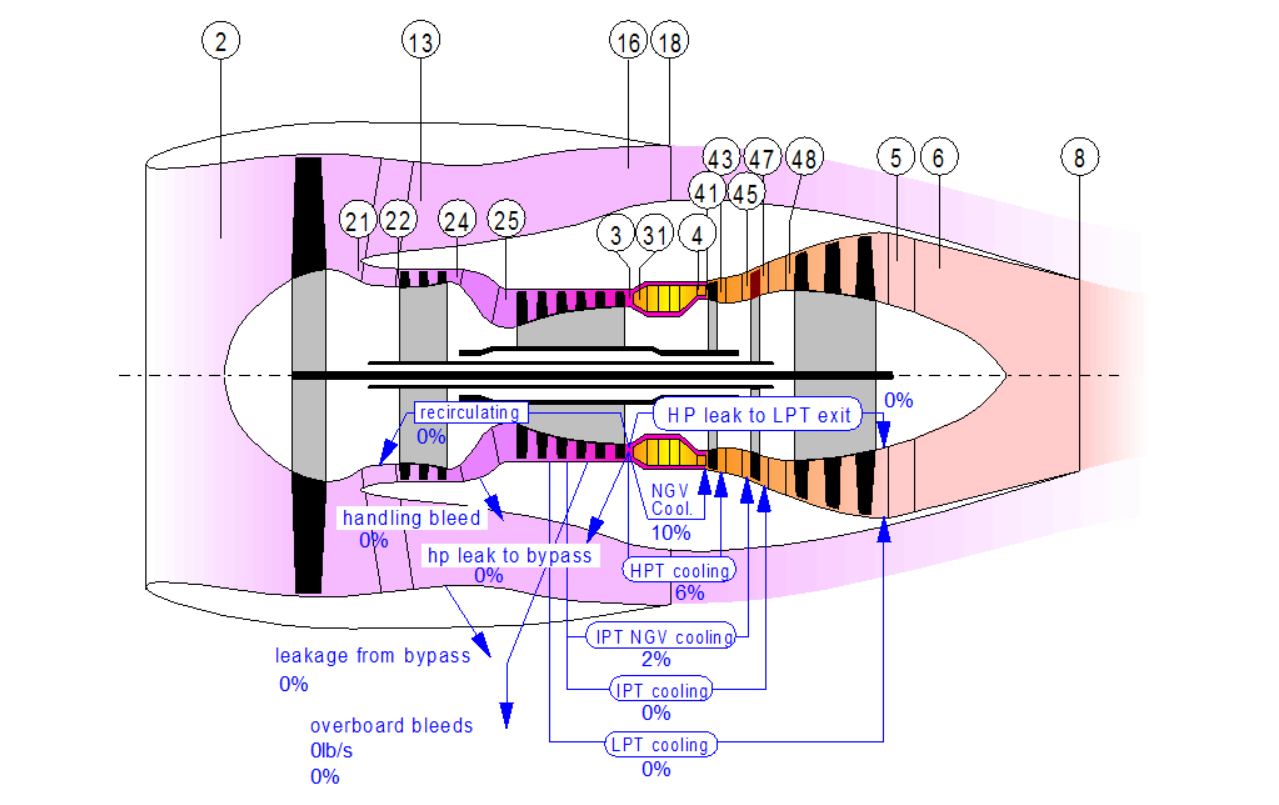 2
13
16
18
43
47
48
5
6
8
41
45
21
22
24
25
3
31
4
recirculating
0%
HP leak to LPT exit
0%
handling bleed
0%
NGV
Cool.
10%
hp leak to bypass
0%
HPT cooling
6%
IPT NGV cooling
2%
leakage from bypass
0%
IPT cooling
0%
overboard bleeds
0lb/s
0%
LPT cooling
0%